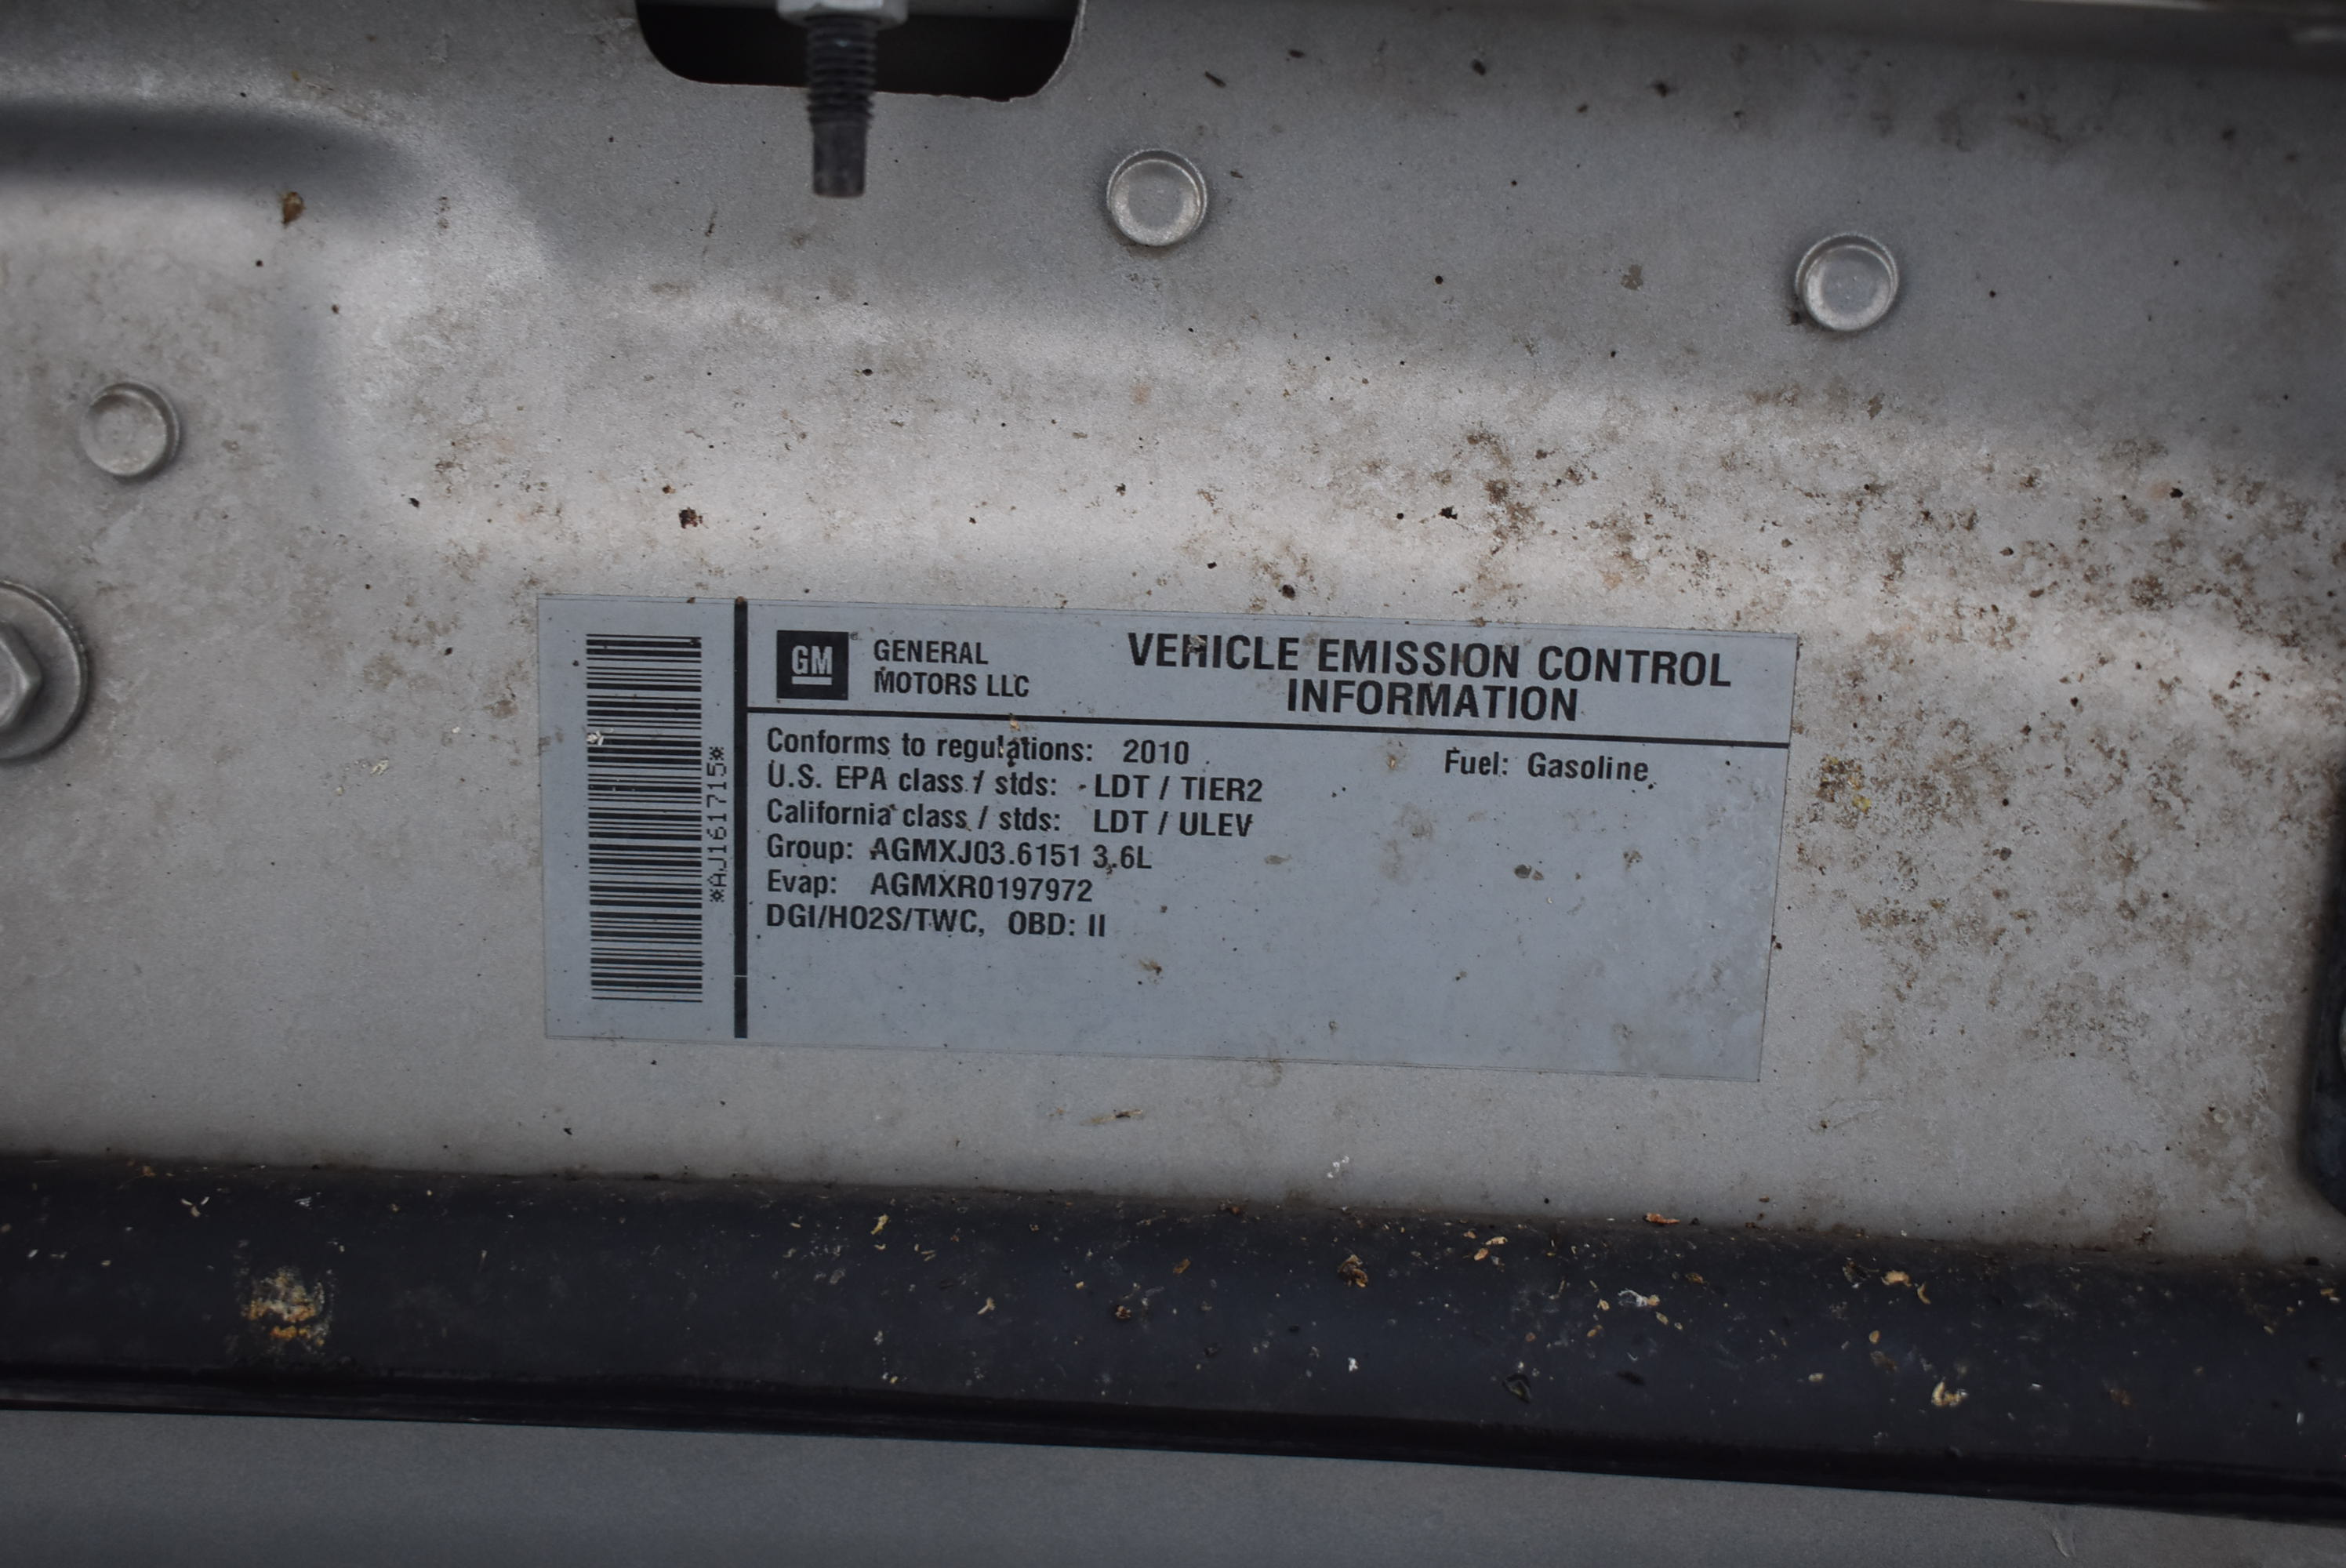 *AJ161715*
GM
GENERAL
MOTORS LLC
VEHICLE EMISSION CONTROL
INFORMATION
Conforms to regulations: 2010
Fuel: Gasoline
U.S. EPA class / stds: LDT / TIER2
California class / stds: LDT / ULEV
Group: AGMXJ03.6151 3.6L
Evap: AGMXR0197972
DGI/HO2S/TWC, OBD: II